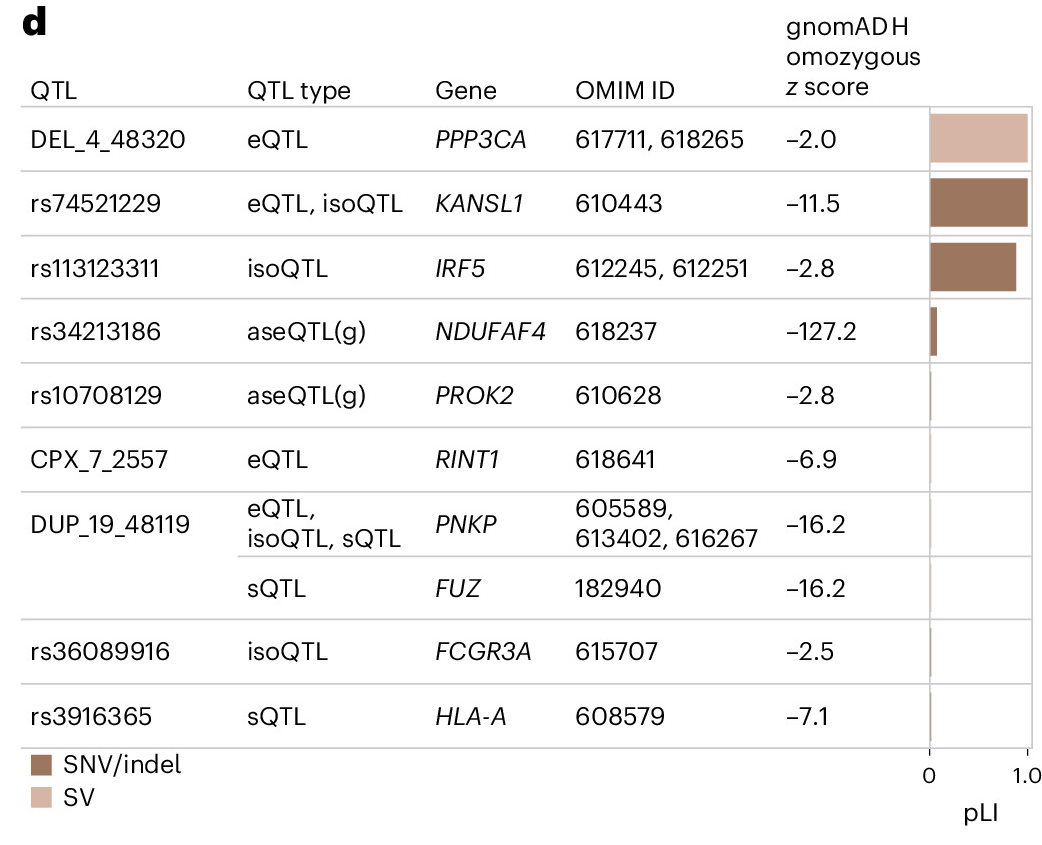 d
gnomADH
omozygous
z score
QTL QTL type Gene OMIM ID
DEL_4_48320 eQTL PPP3CA 617711, 618265 –2.0
rs74521229 eQTL, isoQTL KANSL1 610443 –11.5
rs113123311 isoQTL IRF5 612245, 612251 –2.8
rs34213186 aseQTL(g) NDUFAF4 618237 –127.2
rs10708129 aseQTL(g) PROK2 610628 –2.8
CPX_7_2557 eQTL RINT1 618641 –6.9
DUP_19_48119 eQTL,
isoQTL, sQTL PNKP 605589,
613402, 616267 –16.2
sQTL FUZ 182940 –16.2
rs36089916 isoQTL FCGR3A 615707 –2.5
rs3916365 sQTL HLA-A 608579 –7.1
SNV/indel
SV
0 1.0
pLI